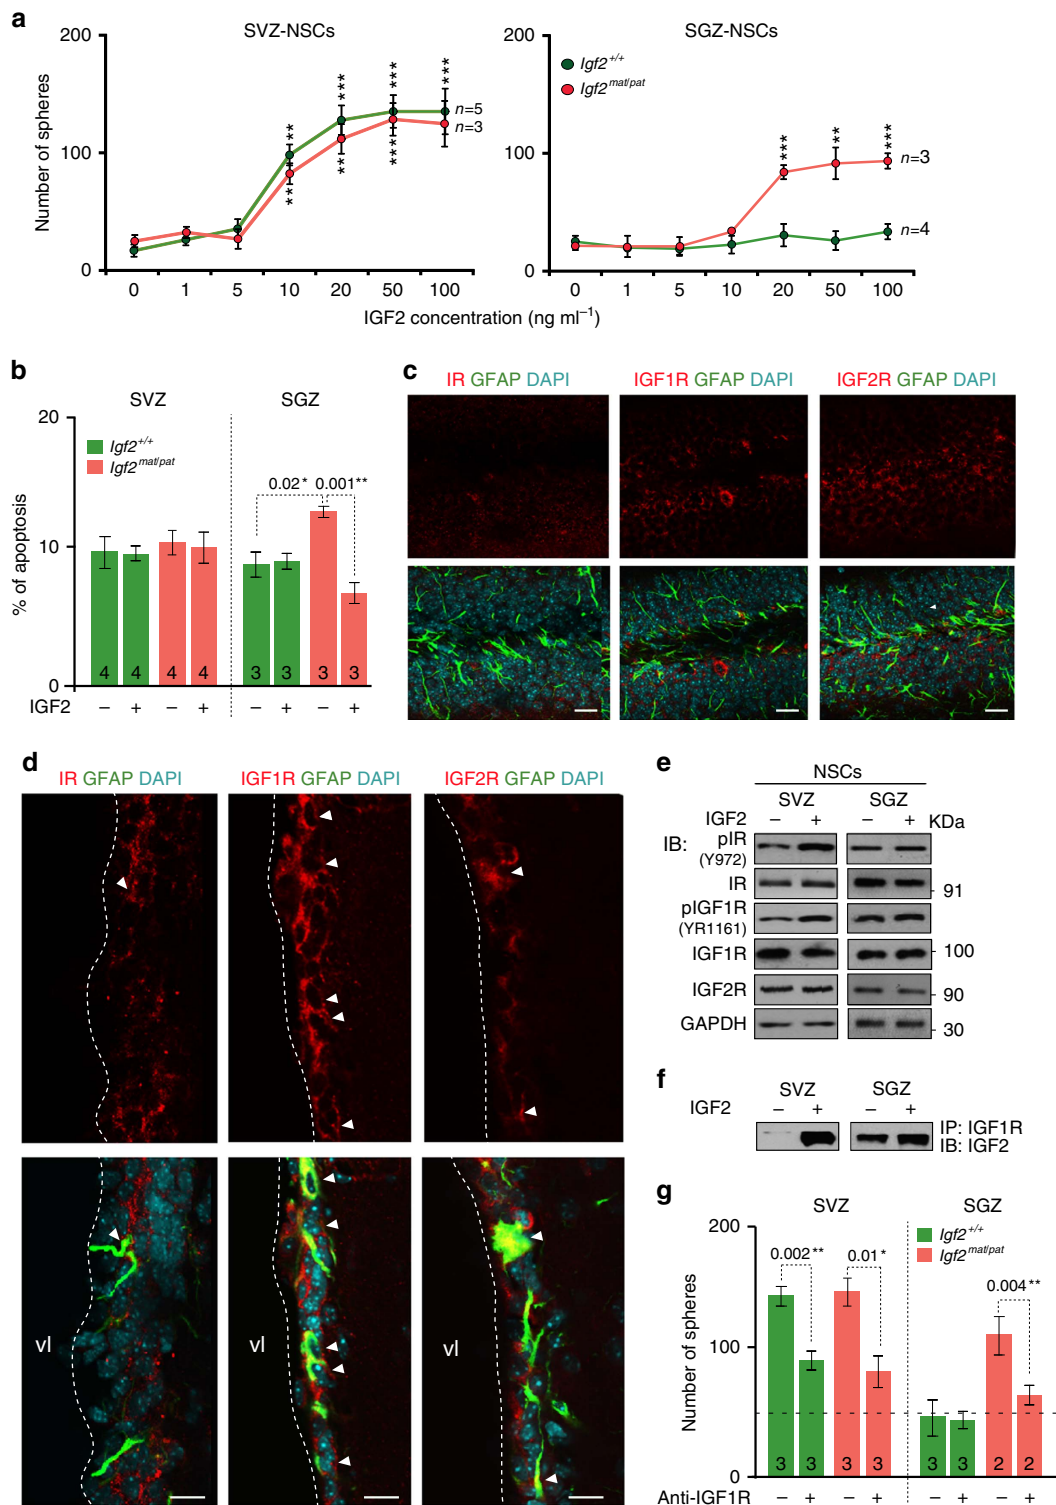 a
SVZ-NSCs
SGZ-NSCs
Number of spheres
200
100
0
** *** *** ***
*** *** ****
n=5
n=3
0 1 5 10 20 50 100
200
100
0
Igf2+/+
Igf2mat/pat
*** ** ***
n=3
n=4
0 1 5 10 20 50 100
IGF2 concentration (ng ml−1)
b
SVZ
SGZ
% of apoptosis
20
10
0
Igf2+/+
Igf2mat/pat
0.02* 0.001**
4 4 4 4 3 3 3 3
IGF2 – + – + – + – +
c
IR GFAP DAPI
IGF1R GFAP DAPI
IGF2R GFAP DAPI
d
IR GFAP DAPI
IGF1R GFAP DAPI
IGF2R GFAP DAPI
vl
vl
vl
e
NSCs
SVZ SGZ
IGF2 – + – + KDa
IB: pIR
(Y972)
IR 91
pIGF1R
(YR1161)
IGF1R 100
IGF2R 90
GAPDH 30
f
SVZ SGZ
IGF2 – + – +
IP: IGF1R
IB: IGF2
g
SVZ
SGZ
Number of spheres
200
100
0
Igf2+/+
Igf2mat/pat
0.002** 0.01* 0.004**
3 3 3 3 3 3 2 2
Anti-IGF1R – + – + – + – +